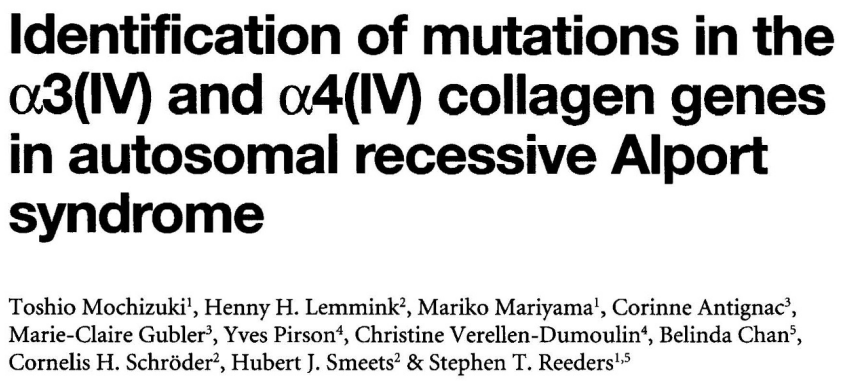 Identification of mutations in the
α3(IV) and α4(IV) collagen genes
in autosomal recessive Alport
syndrome
Toshio Mochizuki¹, Henny H. Lemmink², Mariko Mariyama¹, Corinne Antignac³,
Marie-Claire Gubler³, Yves Pirson⁴, Christine Verellen-Dumoulin⁴, Belinda Chan⁵,
Cornelis H. Schröder², Hubert J. Smeets² & Stephen T. Reeders¹,⁵